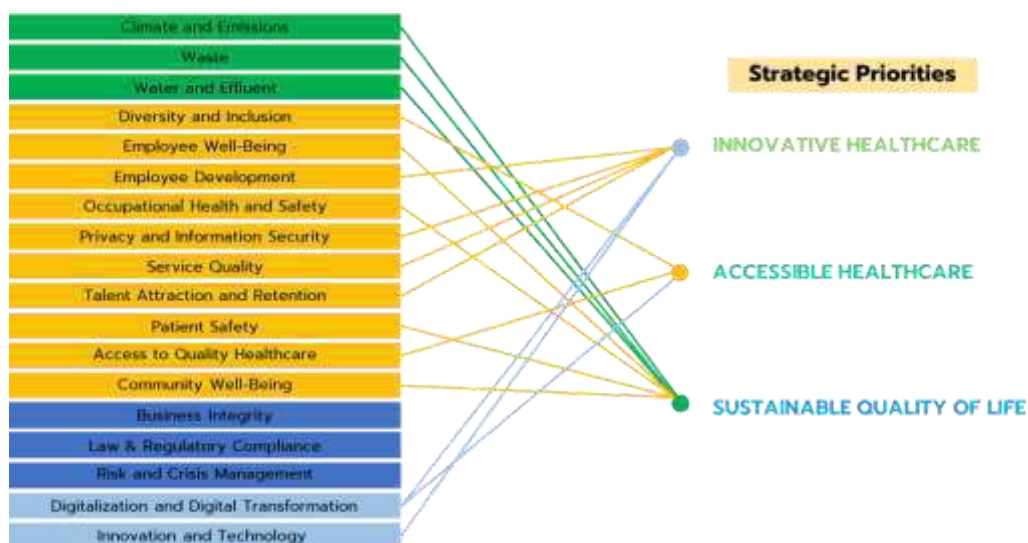 Climate and Emissions
Waste
Water and Effluent
Diversity and Inclusion
Employee Well-Being
Employee Development
Occupational Health and Safety
Privacy and Information Security
Service Quality
Talent Attraction and Retention
Patient Safety
Access to Quality Healthcare
Community Well-Being
Business Integrity
Law & Regulatory Compliance
Risk and Crisis Management
Digitalization and Digital Transformation
Innovation and Technology
Strategic Priorities
INNOVATIVE HEALTHCARE
ACCESSIBLE HEALTHCARE
SUSTAINABLE QUALITY OF LIFE